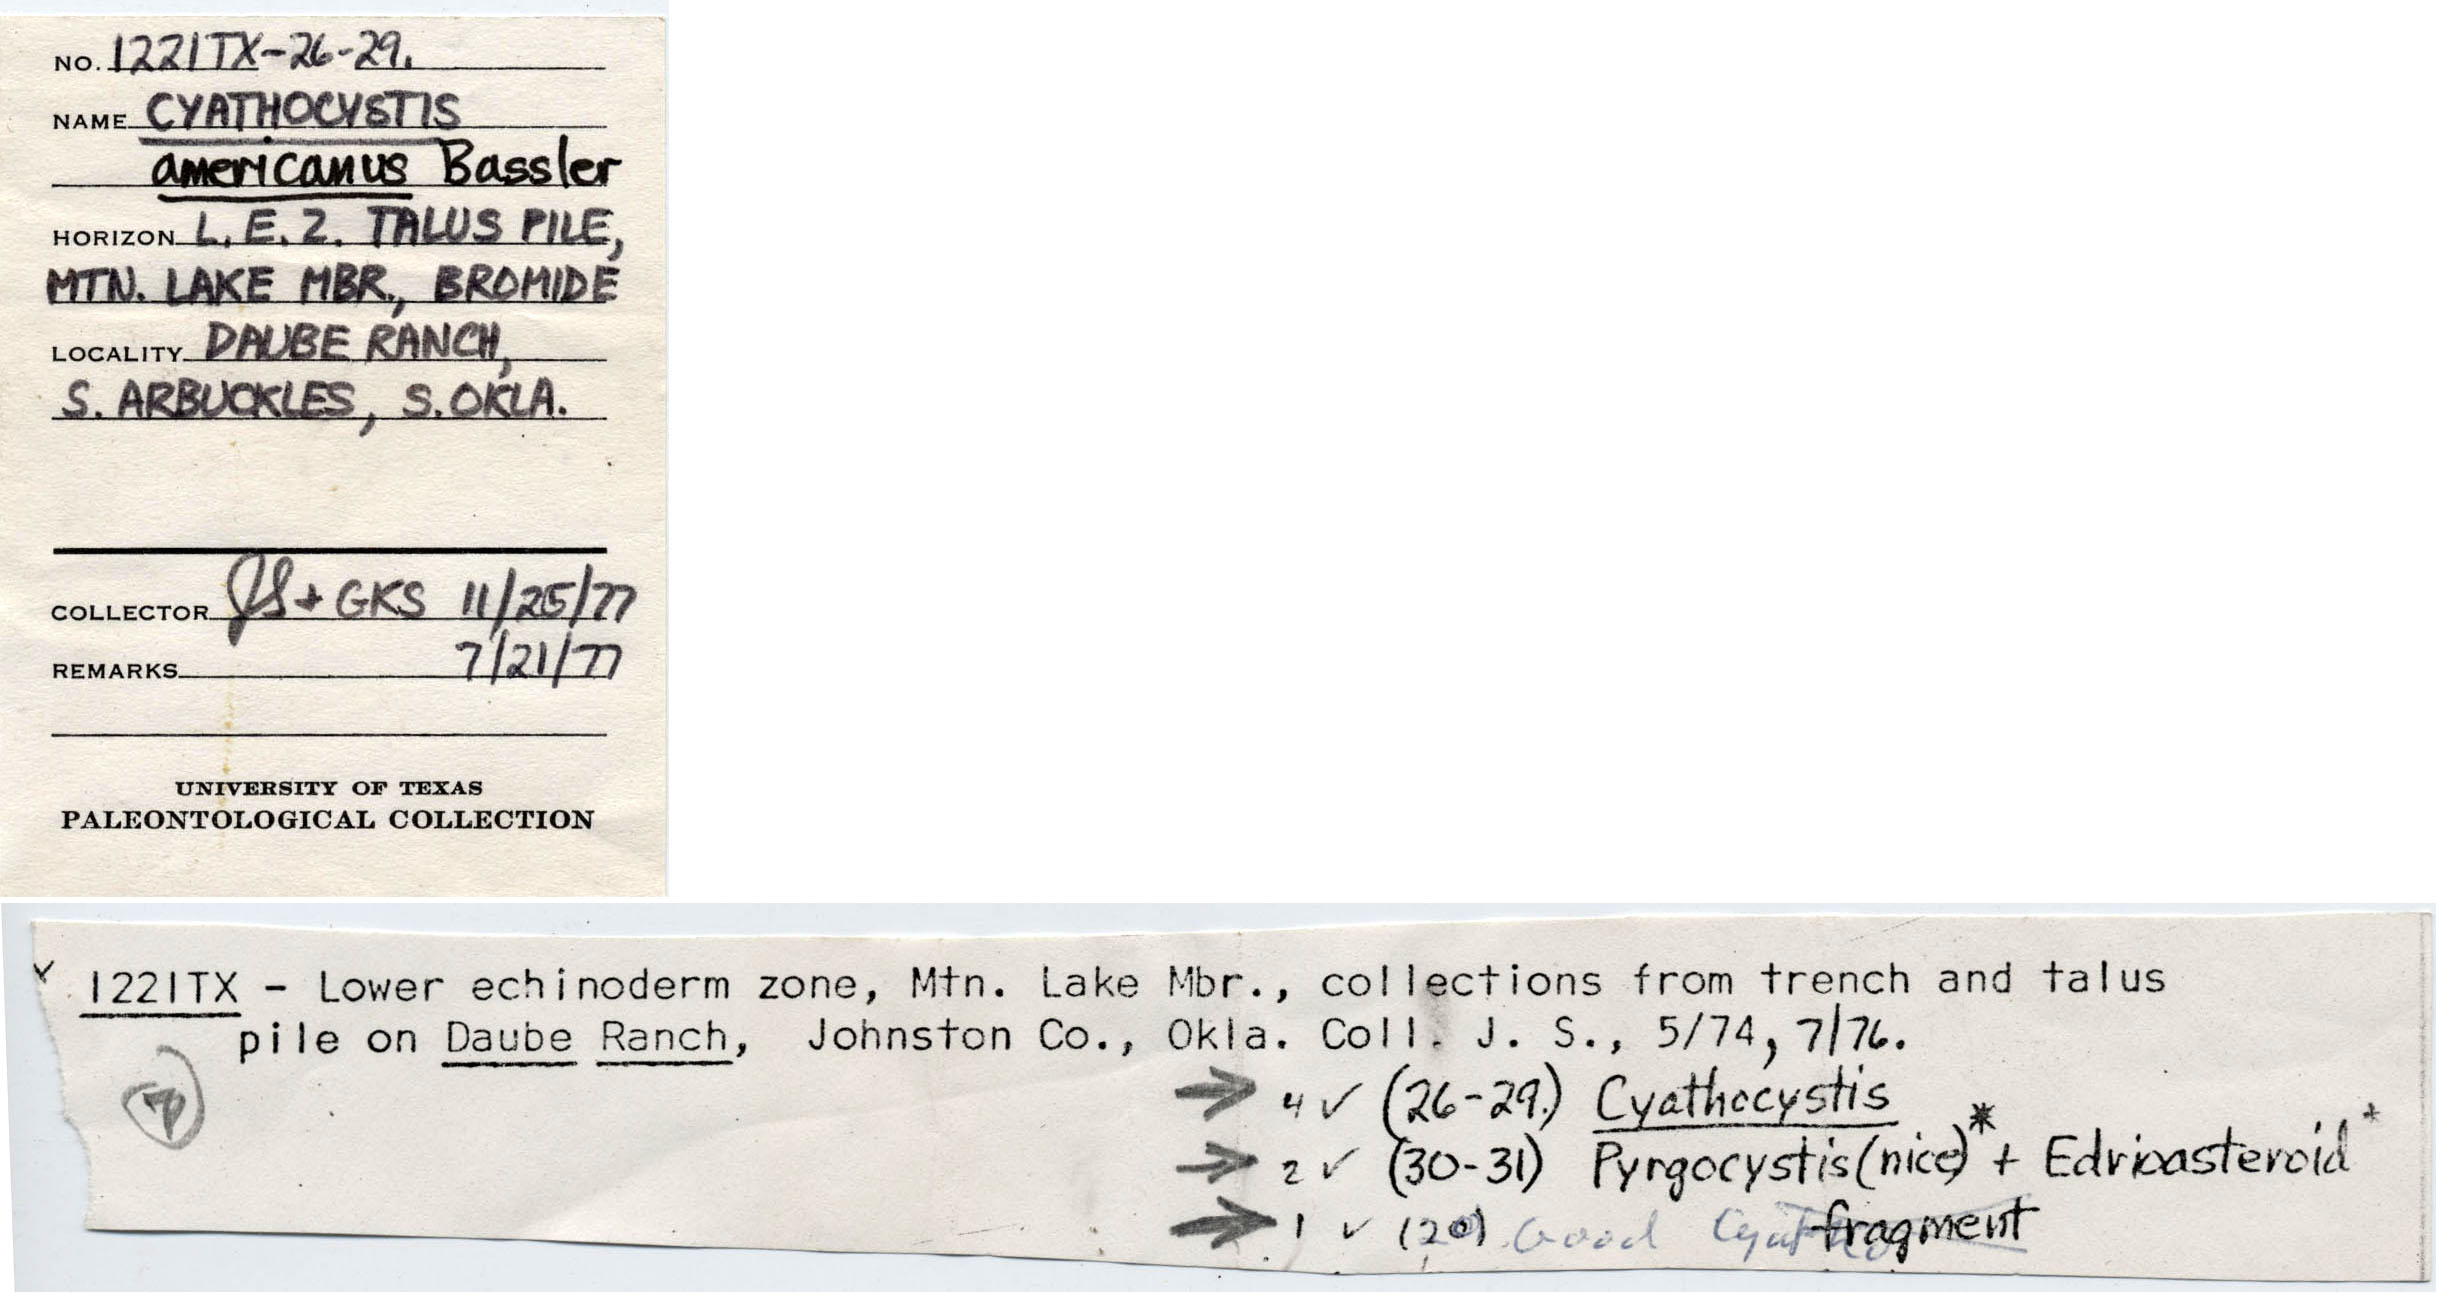 NO. 1221TX-26-29.
NAME CYATHOCYSTIS
americanus Bassler
HORIZON L. E. Z. TALUS PILE,
MTN. LAKE MBR., BROMIDE
LOCALITY DAUBE RANCH,
S. ARBUCKLES, S. OKLA.
COLLECTOR JS + GKS 11/25/77
REMARKS 7/21/77
UNIVERSITY OF TEXAS
PALEONTOLOGICAL COLLECTION
1221TX - Lower echinoderm zone, Mtn. Lake Mbr., collections from trench and talus
pile on Daube Ranch, Johnston Co., Okla. Coll. J. S., 5/74, 7/76.
→ 4 ✓ (26-29.) Cyathocystis
7
→ 2 ✓ (30-31) Pyrgocystis (nice)* + Edrioasteroid+
→ 1 ✓ (20) Good fragment